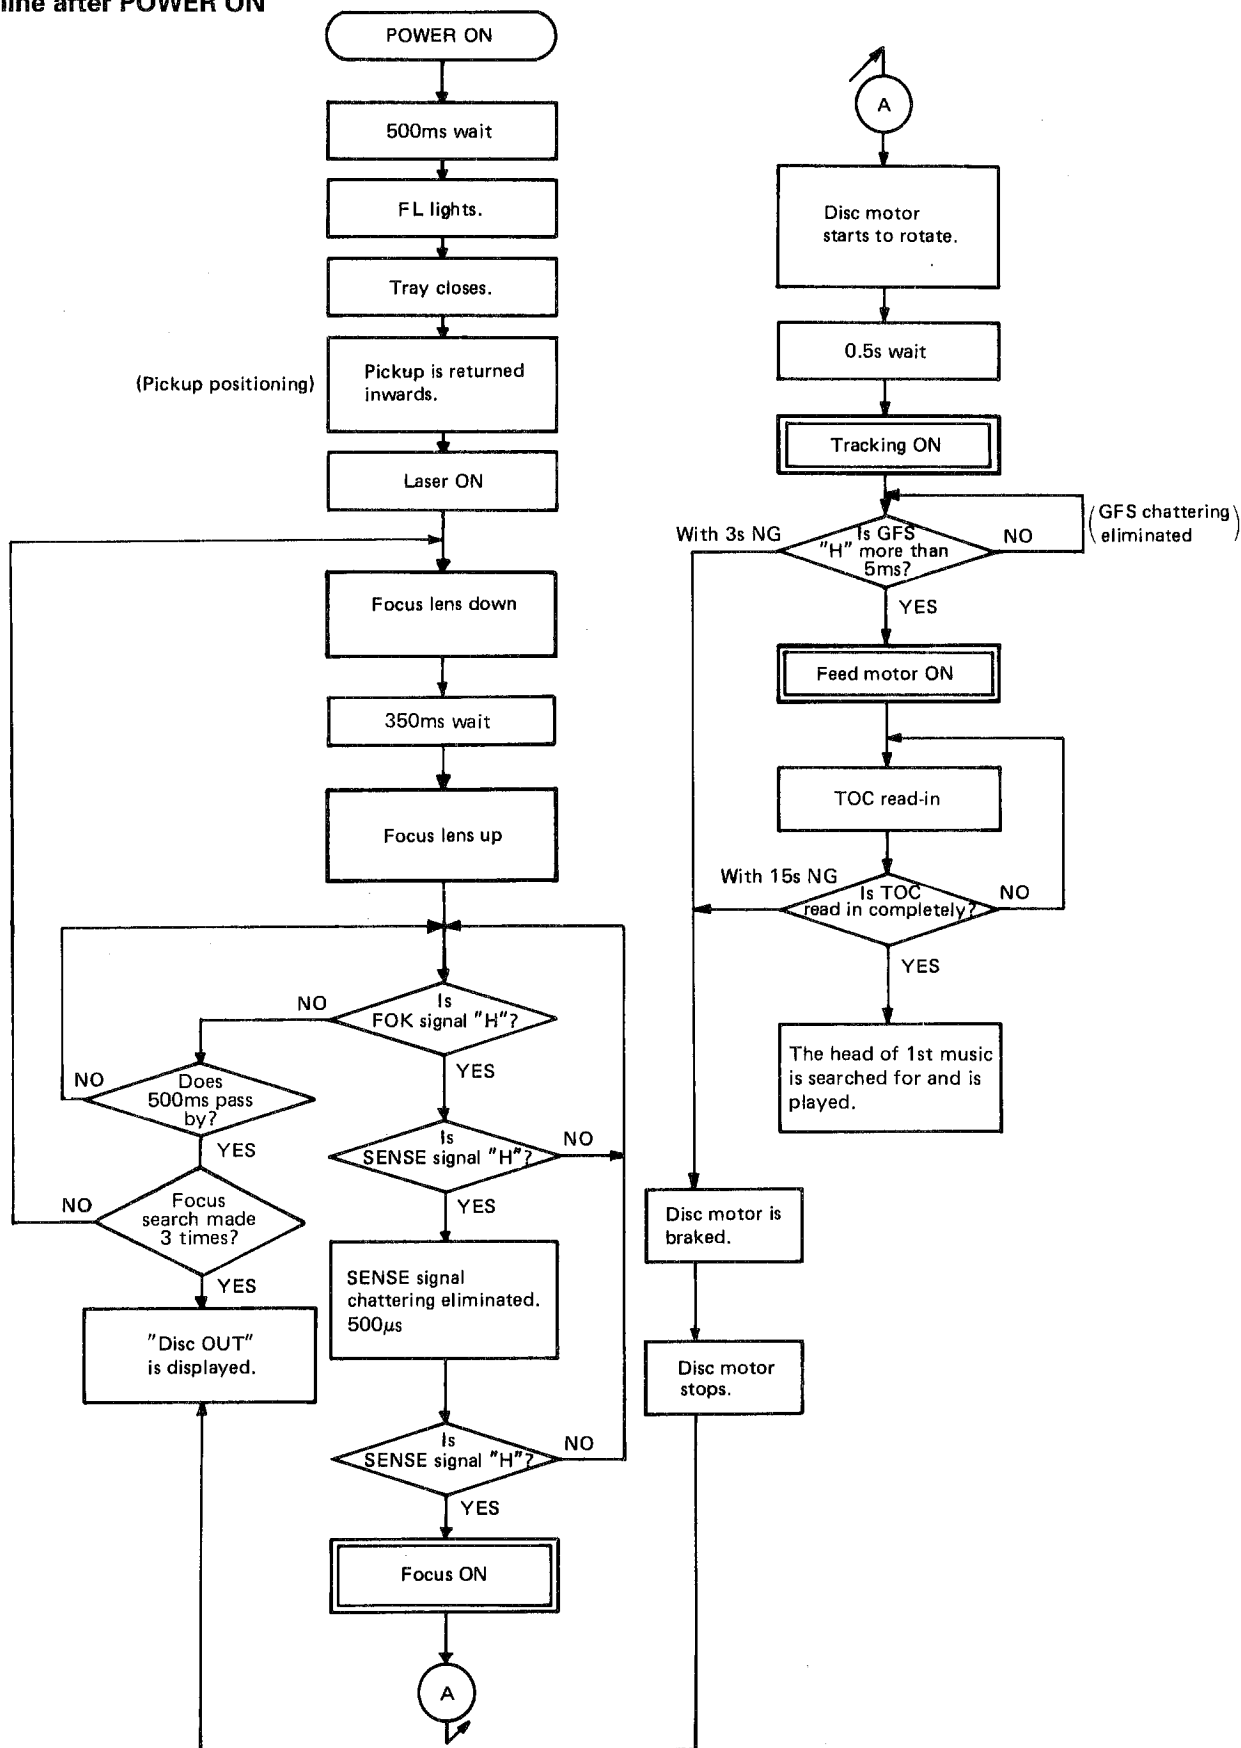 line after POWER ON
POWER ON
500ms wait
FL lights.
Tray closes.
(Pickup positioning)
Pickup is returned
inwards.
Laser ON
Focus lens down
350ms wait
Focus lens up
Is
FOK signal "H"?
NO
YES
Does
500ms pass
by?
NO
YES
Focus
search made
3 times?
NO
YES
"Disc OUT"
is displayed.
Is
SENSE signal "H"?
NO
YES
SENSE signal
chattering eliminated.
500µs
Is
SENSE signal "H"?
NO
YES
Focus ON
A
A
Disc motor
starts to rotate.
0.5s wait
Tracking ON
With 3s NG
Is GFS
"H" more than
5ms?
NO
(GFS chattering
eliminated)
YES
Feed motor ON
TOC read-in
With 15s NG
Is TOC
read in completely?
NO
YES
The head of 1st music
is searched for and is
played.
Disc motor is
braked.
Disc motor
stops.